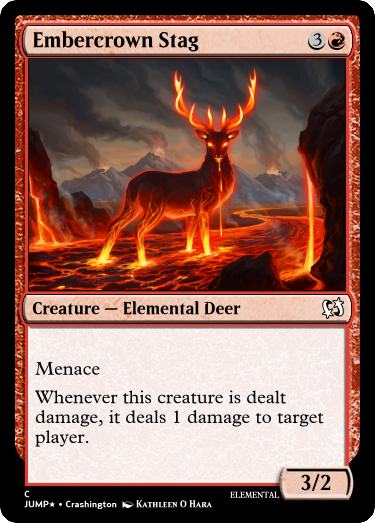 Embercrown Stag 3
Creature — Elemental Deer
Menace
Whenever this creature is dealt
damage, it deals 1 damage to target
player.
3/2
C
ELEMENTAL
JUMP★ • Crashington Kathleen O Hara